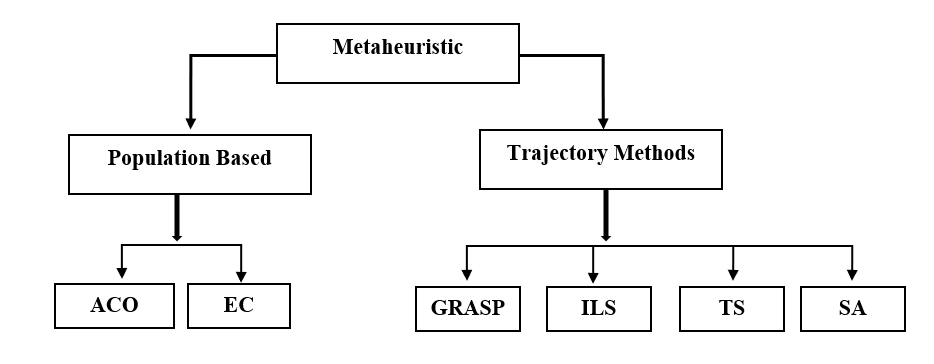 Metaheuristic
Population Based
Trajectory Methods
ACO
EC
GRASP
ILS
TS
SA